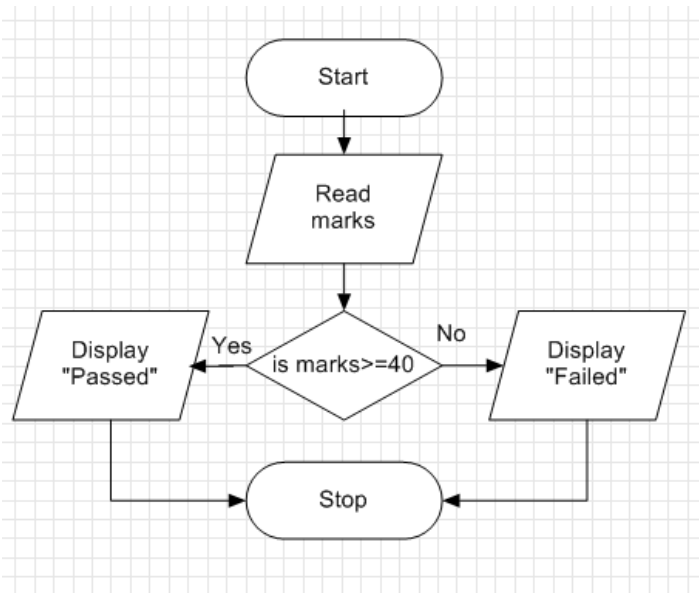 Start
Read
marks
is marks>=40
Yes
No
Display
"Passed"
Display
"Failed"
Stop